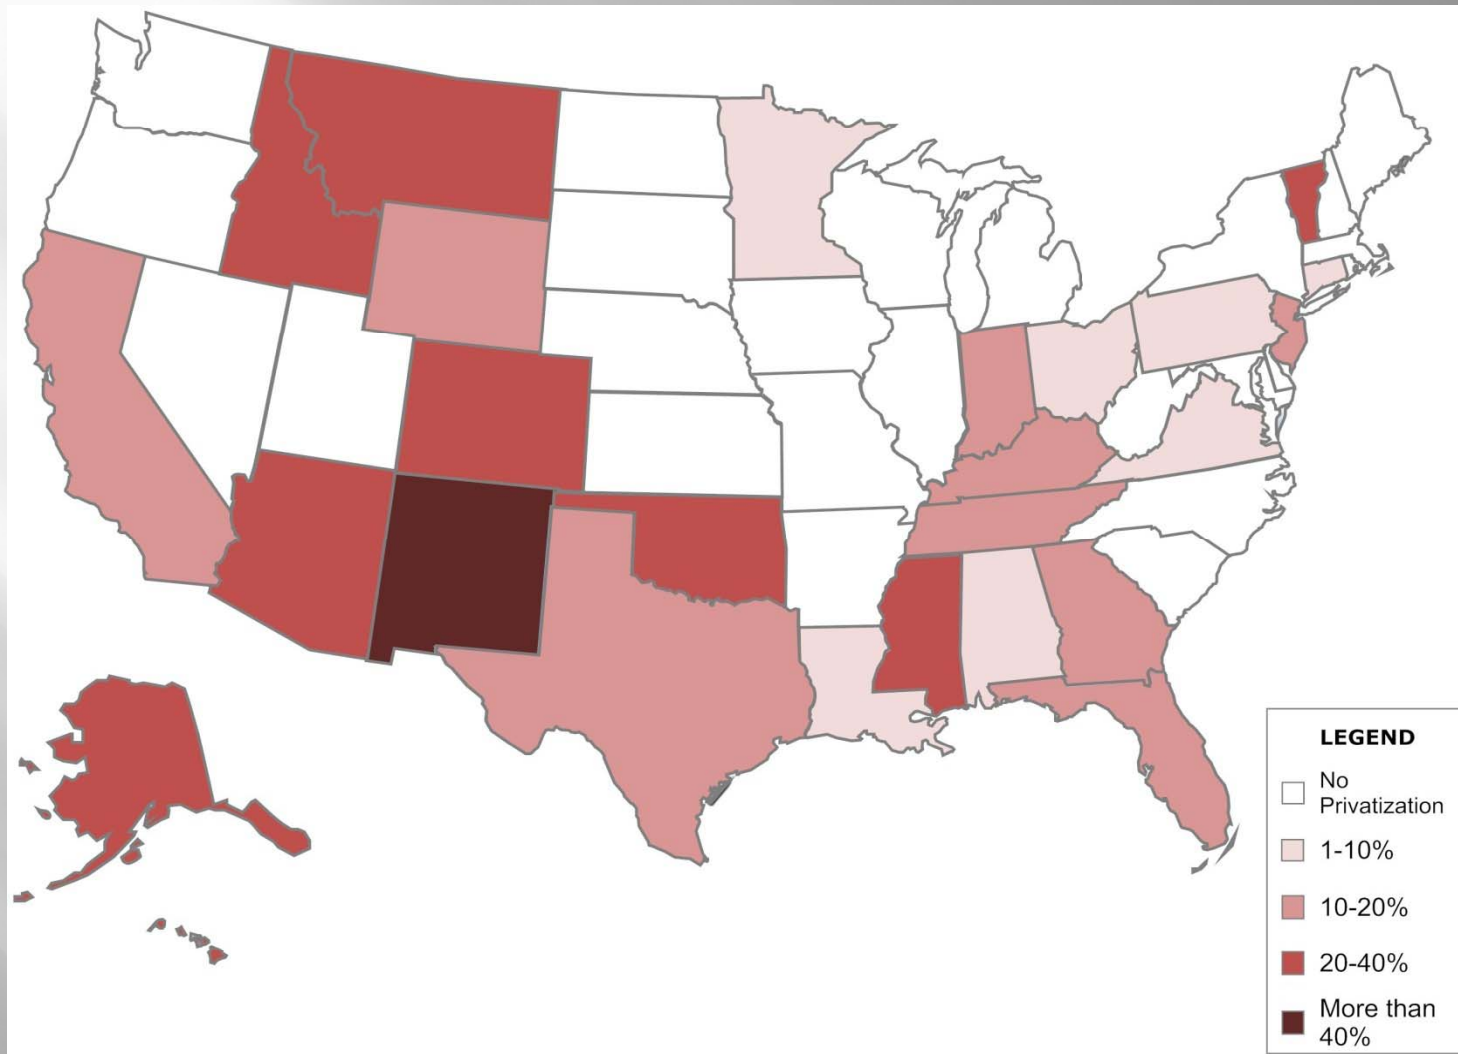 LEGEND
No
Privatization
1-10%
10-20%
20-40%
More than
40%